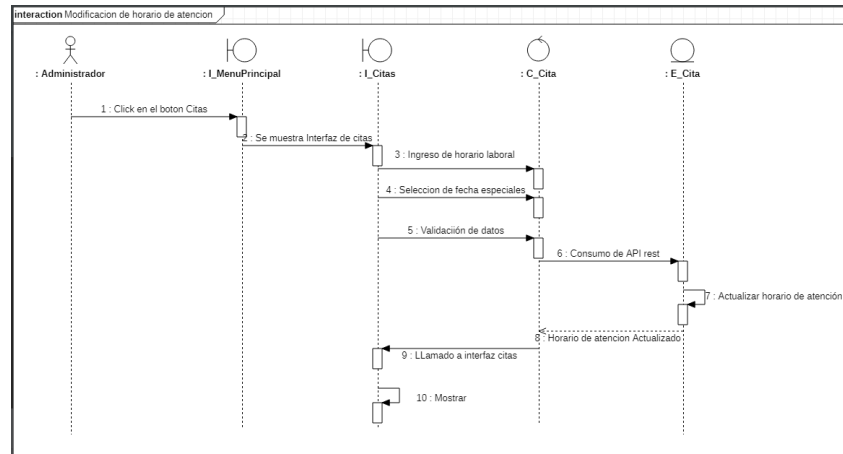 interaction Modificacion de horario de atencion
: Administrador
: I_MenuPrincipal
: I_Citas
: C_Cita
: E_Cita
1 : Click en el boton Citas
2 : Se muestra Interfaz de citas
3 : Ingreso de horario laboral
4 : Seleccion de fecha especiales
5 : Validaciión de datos
6 : Consumo de API rest
7 : Actualizar horario de atención
8 : Horario de atencion Actualizado
9 : LLamado a interfaz citas
10 : Mostrar